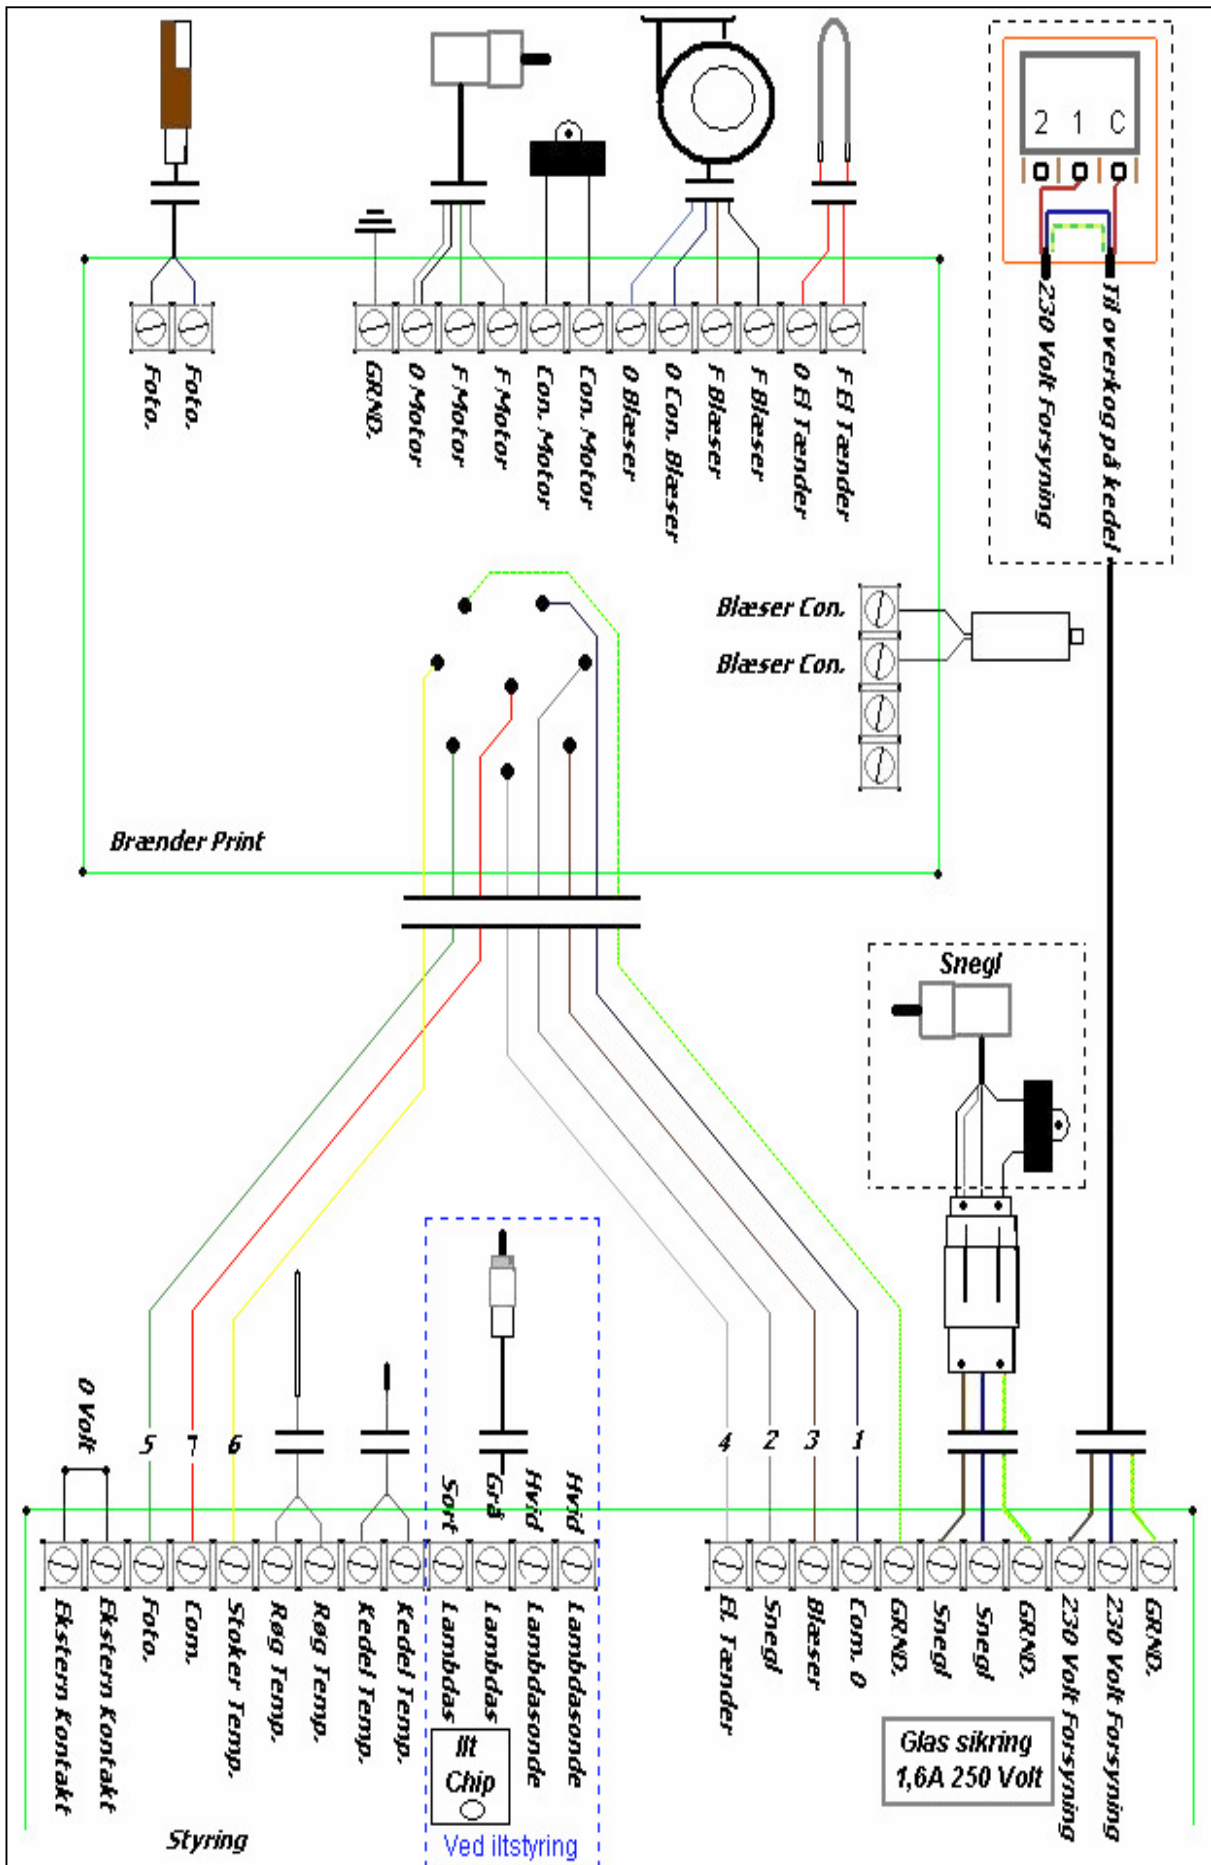 2 1 C
230 Volt Forsyning
Til overkog på kedel
Foto.
Foto.
GRND.
0 Motor
F Motor
F Motor
Con. Motor
Con. Motor
0 Blæser
0 Con. Blæser
F Blæser
F Blæser
0 El Tænder
F El Tænder
Blæser Con.
Blæser Con.
Brænder Print
Snegl
0 Volt
5
7
6
4
2
3
1
Sort
Grå
Hvid
Hvid
Ekstern Kontakt
Ekstern Kontakt
Foto.
Com.
Stoker Temp.
Røg Temp.
Røg Temp.
Kedel Temp.
Kedel Temp.
Lambdas
Lambdas
Lambdasonde
Lambdasonde
El. Tænder
Snegl
Blæser
Com. 0
GRND.
Snegl
Snegl
GRND.
230 Volt Forsyning
230 Volt Forsyning
GRND.
Ilt
Chip
Glas sikring
1,6A 250 Volt
Styring
Ved iltstyring